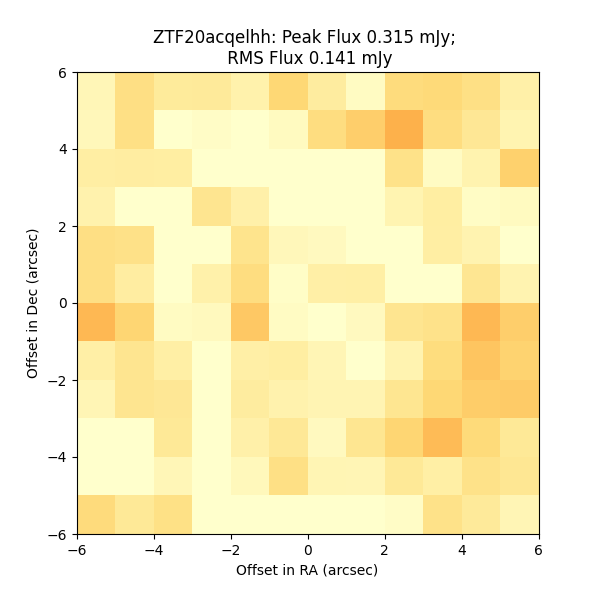 ZTF20acqelhh: Peak Flux 0.315 mJy;
RMS Flux 0.141 mJy
6
4
2
0
−2
−4
−6
Offset in Dec (arcsec)
−6 −4 −2 0 2 4 6
Offset in RA (arcsec)